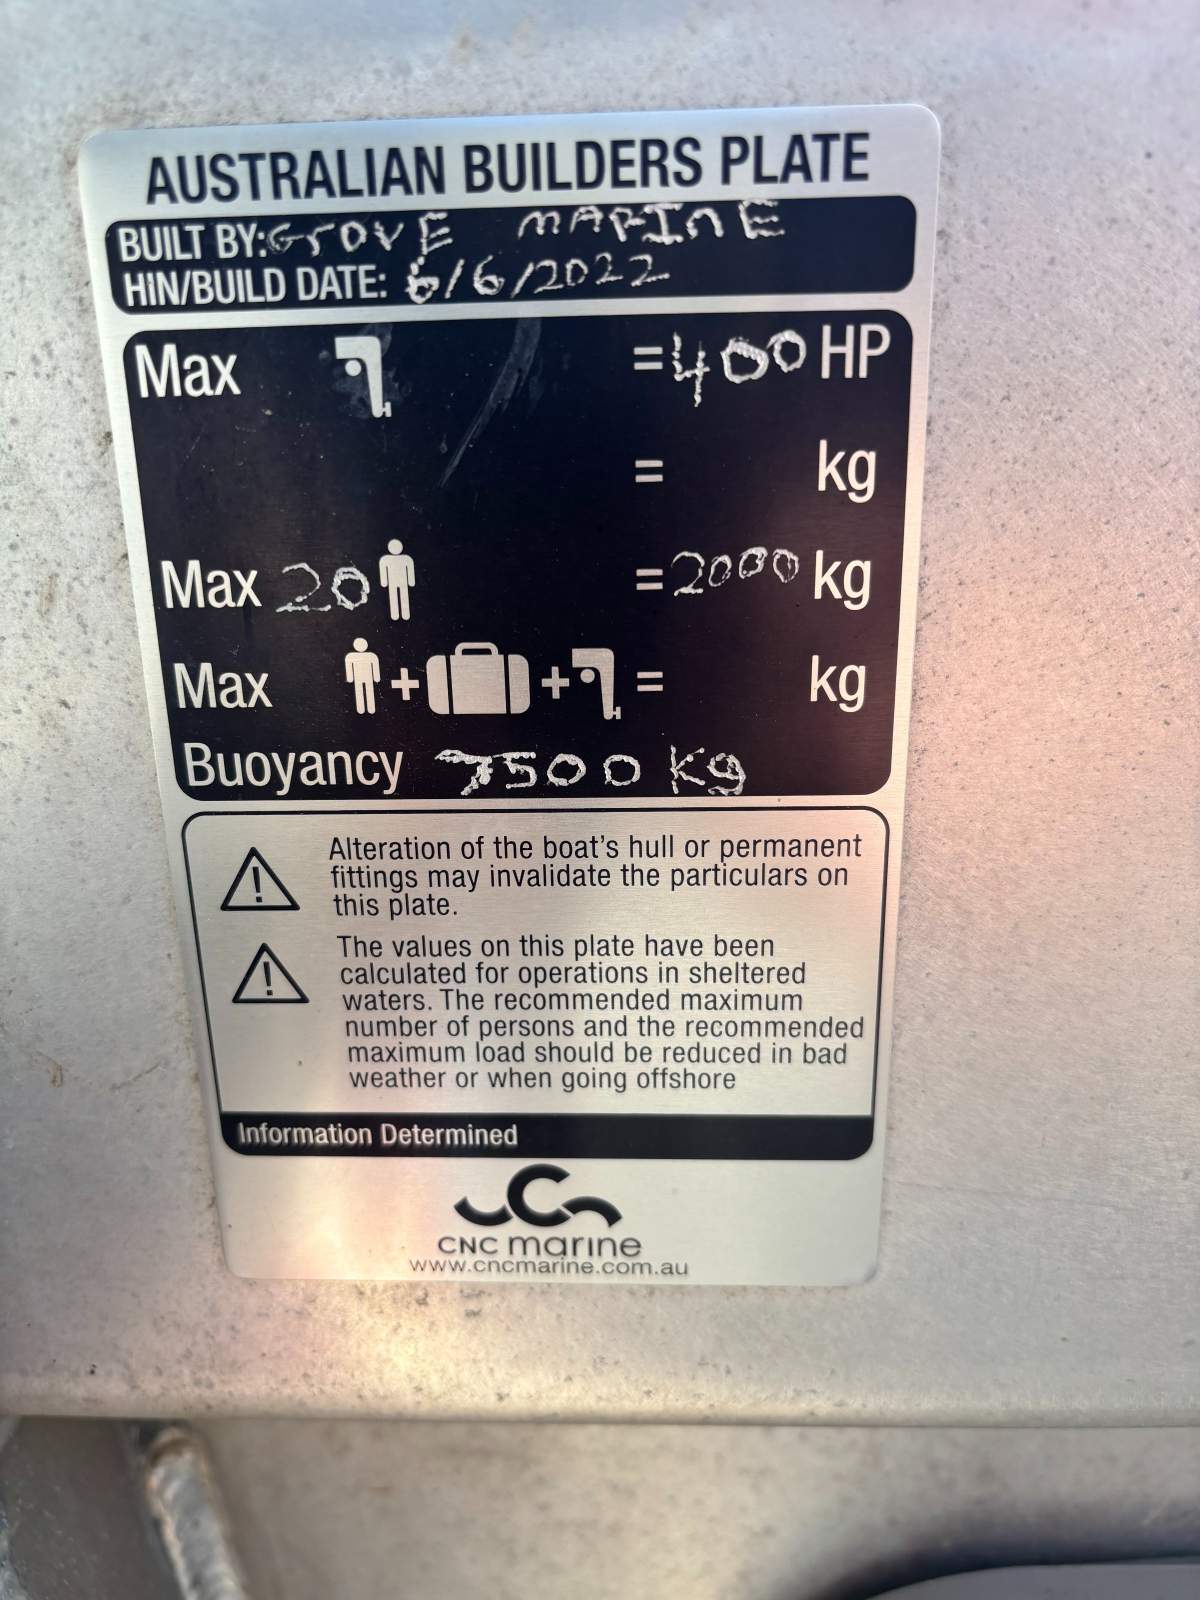 AUSTRALIAN BUILDERS PLATE
BUILT BY: GrOVE MARINE
HIN/BUILD DATE: 6/6/2022
Max = 400 HP
= kg
Max 20 = 2000 kg
Max + + = kg
Buoyancy 7500 Kg
Alteration of the boat's hull or permanent
fittings may invalidate the particulars on
this plate.
The values on this plate have been
calculated for operations in sheltered
waters. The recommended maximum
number of persons and the recommended
maximum load should be reduced in bad
weather or when going offshore
Information Determined
CNC marine
www.cncmarine.com.au